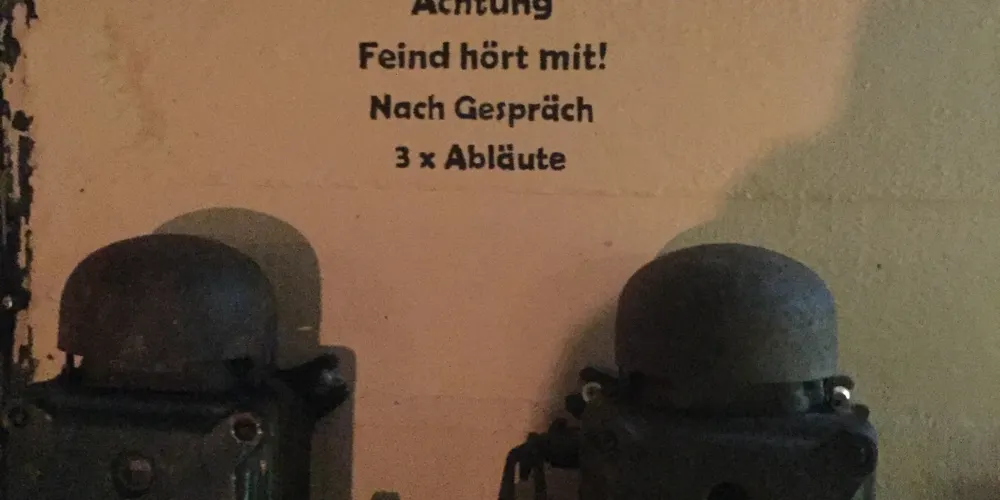 Achtung
Feind hört mit!
Nach Gespräch
3 x Abläute